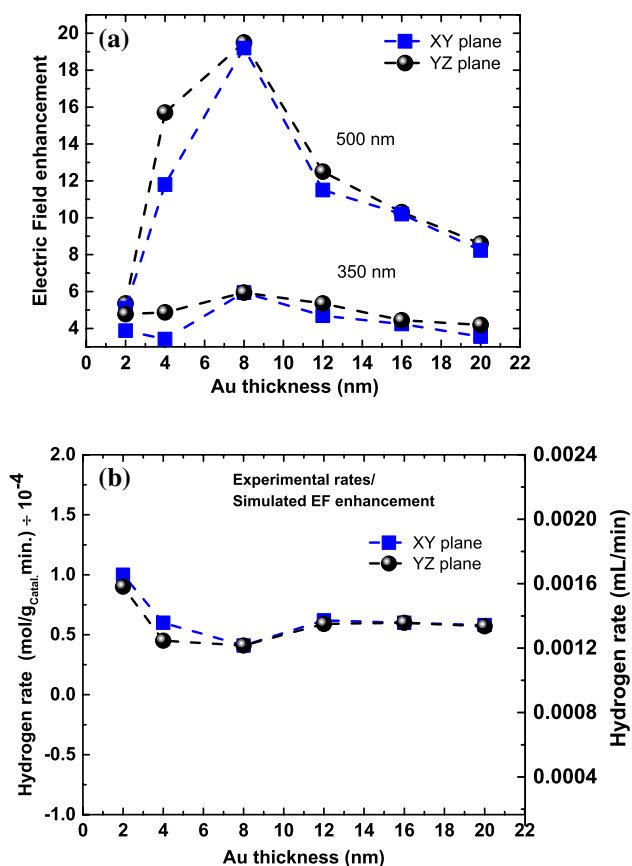 (a)
XY plane
YZ plane
500 nm
350 nm
Electric Field enhancement
20
18
16
14
12
10
8
6
4
0 2 4 6 8 10 12 14 16 18 20 22
Au thickness (nm)
(b)
Experimental rates/
Simulated EF enhancement
XY plane
YZ plane
Hydrogen rate (mol/gCatal.min.) ÷ 10-4
2.0
1.5
1.0
0.5
0.0
-0.5
-1.0
0.0024
0.0020
0.0016
0.0012
0.0008
0.0004
Hydrogen rate (mL/min)
0 2 4 6 8 10 12 14 16 18 20 22
Au thickness (nm)